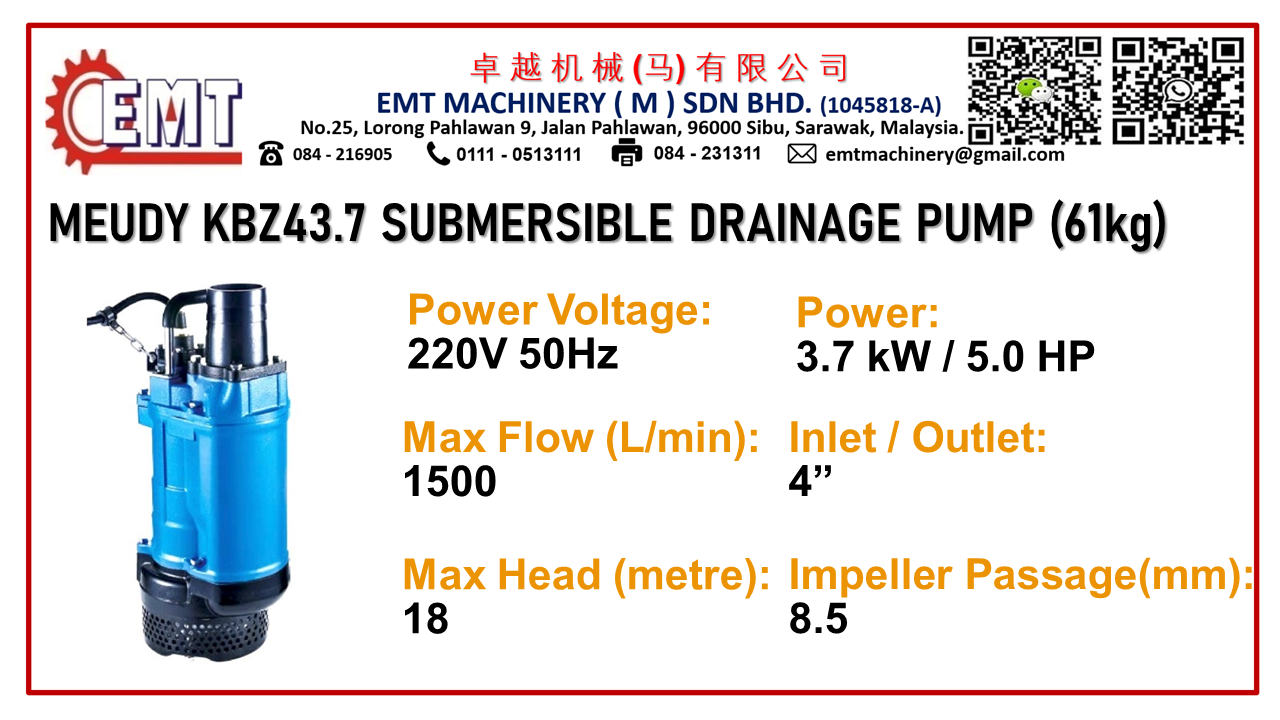 EMT
卓越机械(马)有限公司
EMT MACHINERY ( M ) SDN BHD. (1045818-A)
No.25, Lorong Pahlawan 9, Jalan Pahlawan, 96000 Sibu, Sarawak, Malaysia.
084 - 216905 0111 - 0513111 084 - 231311 emtmachinery@gmail.com
MEUDY KBZ43.7 SUBMERSIBLE DRAINAGE PUMP (61kg)
Power Voltage:
220V 50Hz
Power:
3.7 kW / 5.0 HP
Max Flow (L/min):
1500
Inlet / Outlet:
4”
Max Head (metre):
18
Impeller Passage(mm):
8.5